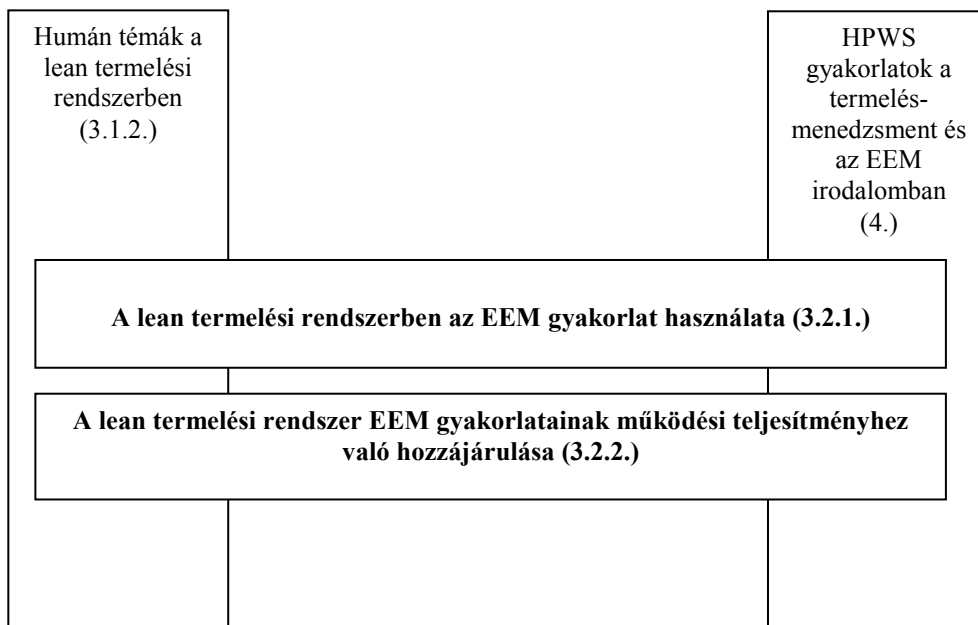 Humán témák a
lean termelési
rendszerben
(3.1.2.)
HPWS
gyakorlatok a
termelés-
menedzsment és
az EEM
irodalomban
(4.)
A lean termelési rendszerben az EEM gyakorlat használata (3.2.1.)
A lean termelési rendszer EEM gyakorlatainak működési teljesítményhez
való hozzájárulása (3.2.2.)